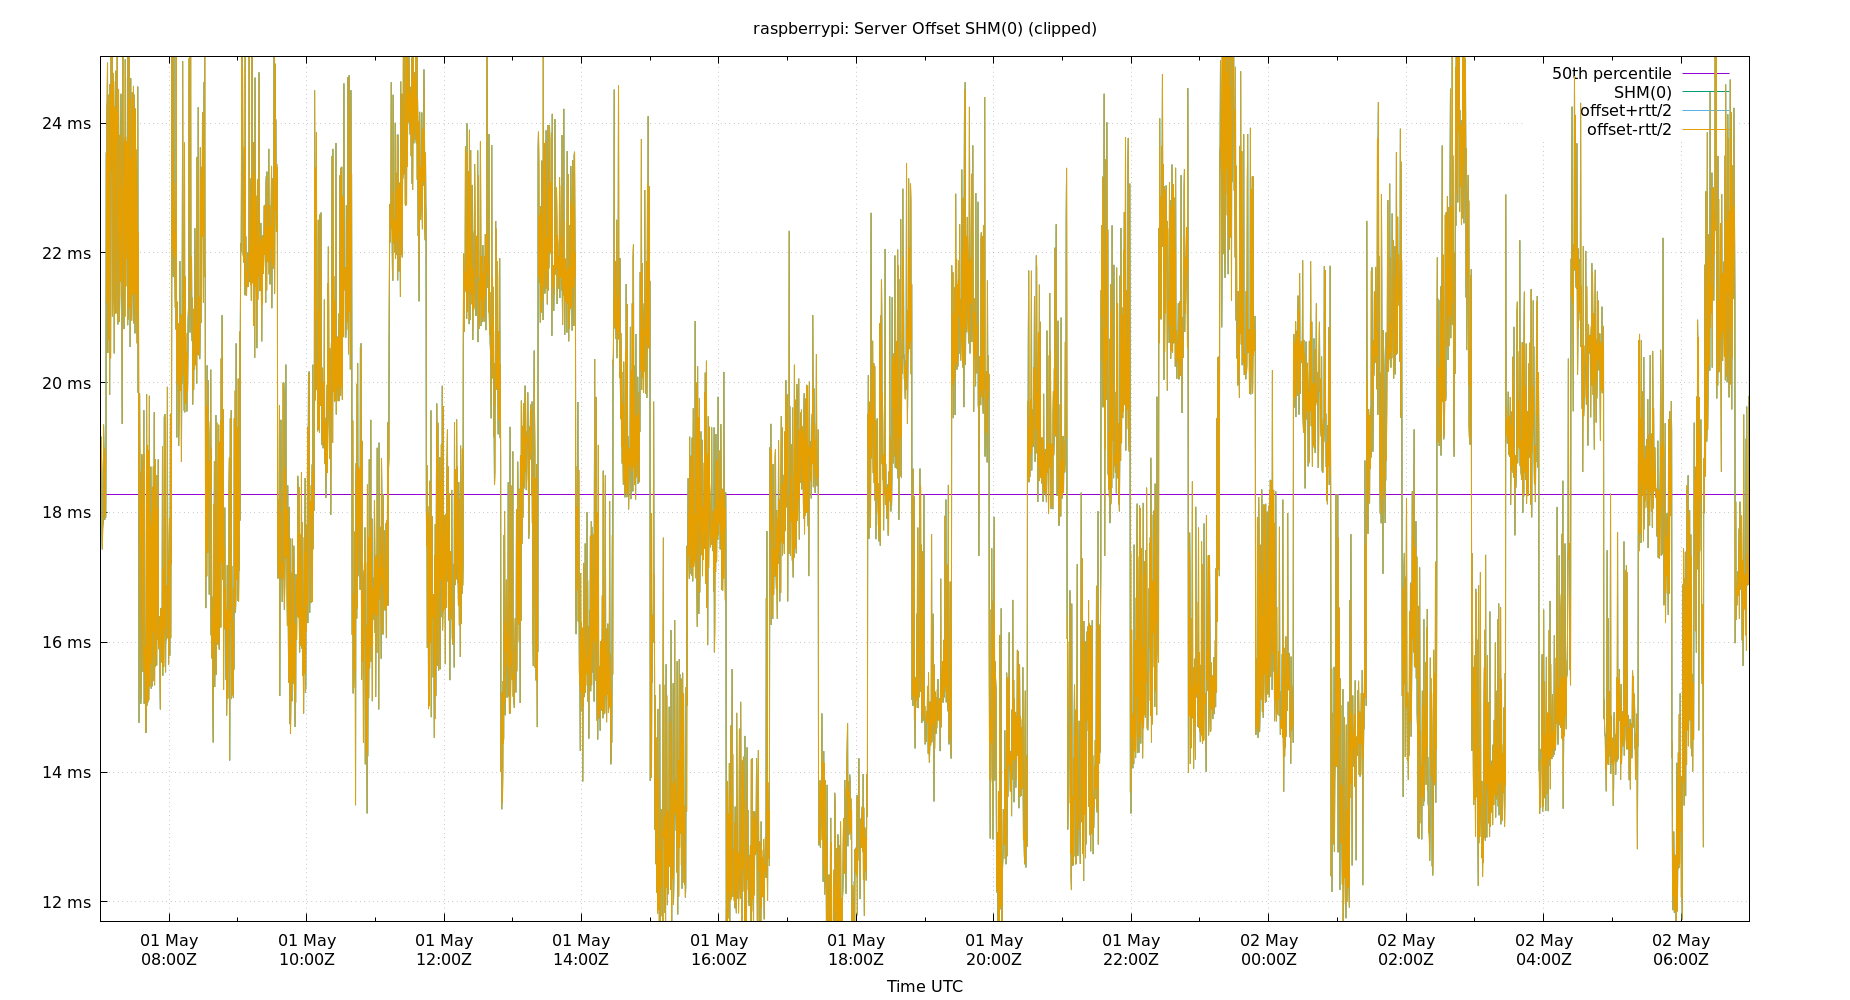 raspberrypi: Server Offset SHM(0) (clipped)
50th percentile
SHM(0)
offset+rtt/2
offset-rtt/2
24 ms
22 ms
20 ms
18 ms
16 ms
14 ms
12 ms
01 May 01 May 01 May 01 May 01 May 01 May 01 May 01 May 02 May 02 May 02 May 02 May
08:00Z 10:00Z 12:00Z 14:00Z 16:00Z 18:00Z 20:00Z 22:00Z 00:00Z 02:00Z 04:00Z 06:00Z
Time UTC